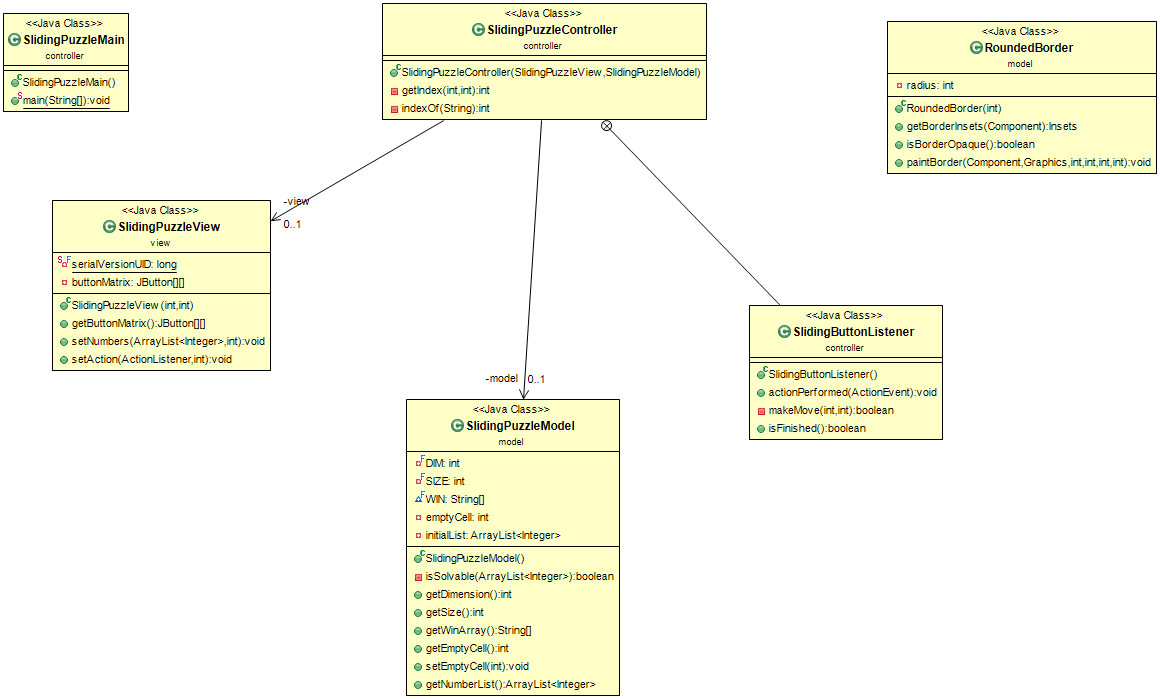 <<Java Class>>
SlidingPuzzleMain
controller
SlidingPuzzleMain()
main(String[]):void
<<Java Class>>
SlidingPuzzleController
controller
SlidingPuzzleController(SlidingPuzzleView,SlidingPuzzleModel)
getIndex(int,int):int
indexOf(String):int
<<Java Class>>
RoundedBorder
model
radius: int
RoundedBorder(int)
getBorderInsets(Component):Insets
isBorderOpaque():boolean
paintBorder(Component,Graphics,int,int,int,int):void
-view
0..1
<<Java Class>>
SlidingPuzzleView
view
serialVersionUID: long
buttonMatrix: JButton[][]
SlidingPuzzleView(int,int)
getButtonMatrix():JButton[][]
setNumbers(ArrayList<Integer>,int):void
setAction(ActionListener,int):void
<<Java Class>>
SlidingButtonListener
controller
SlidingButtonListener()
actionPerformed(ActionEvent):void
makeMove(int,int):boolean
isFinished():boolean
-model 0..1
<<Java Class>>
SlidingPuzzleModel
model
DIM: int
SIZE: int
WIN: String[]
emptyCell: int
initialList: ArrayList<Integer>
SlidingPuzzleModel()
isSolvable(ArrayList<Integer>):boolean
getDimension():int
getSize():int
getWinArray():String[]
getEmptyCell():int
setEmptyCell(int):void
getNumberList():ArrayList<Integer>